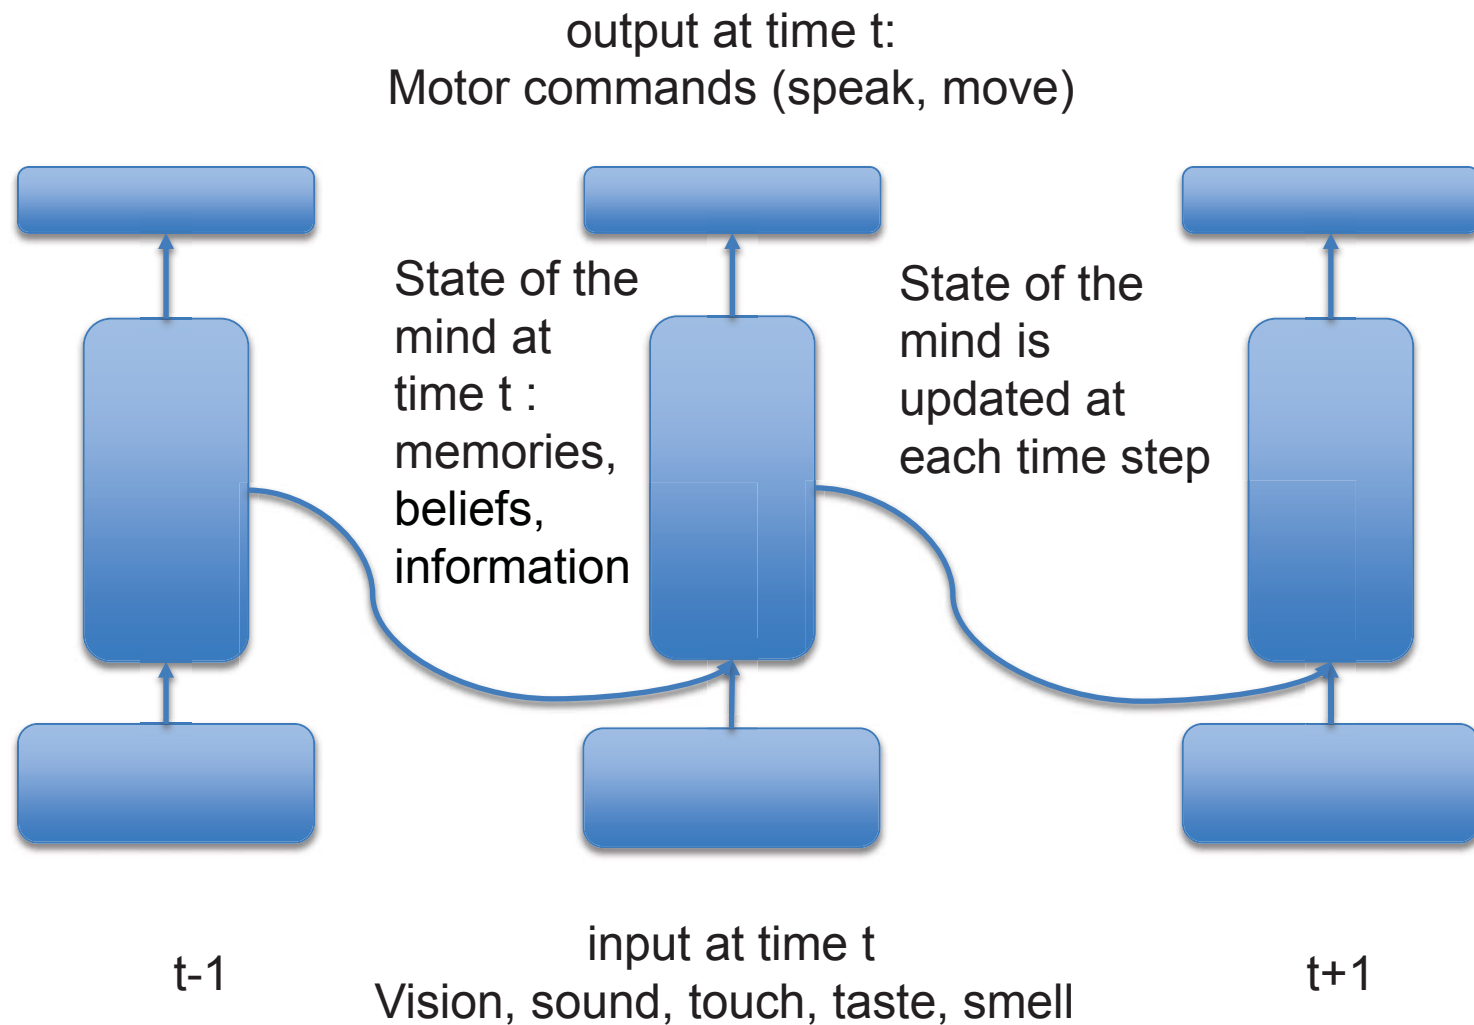 output at time t:
Motor commands (speak, move)
State of the
mind at
time t :
memories,
beliefs,
information
State of the
mind is
updated at
each time step
t-1
input at time t
Vision, sound, touch, taste, smell
t+1